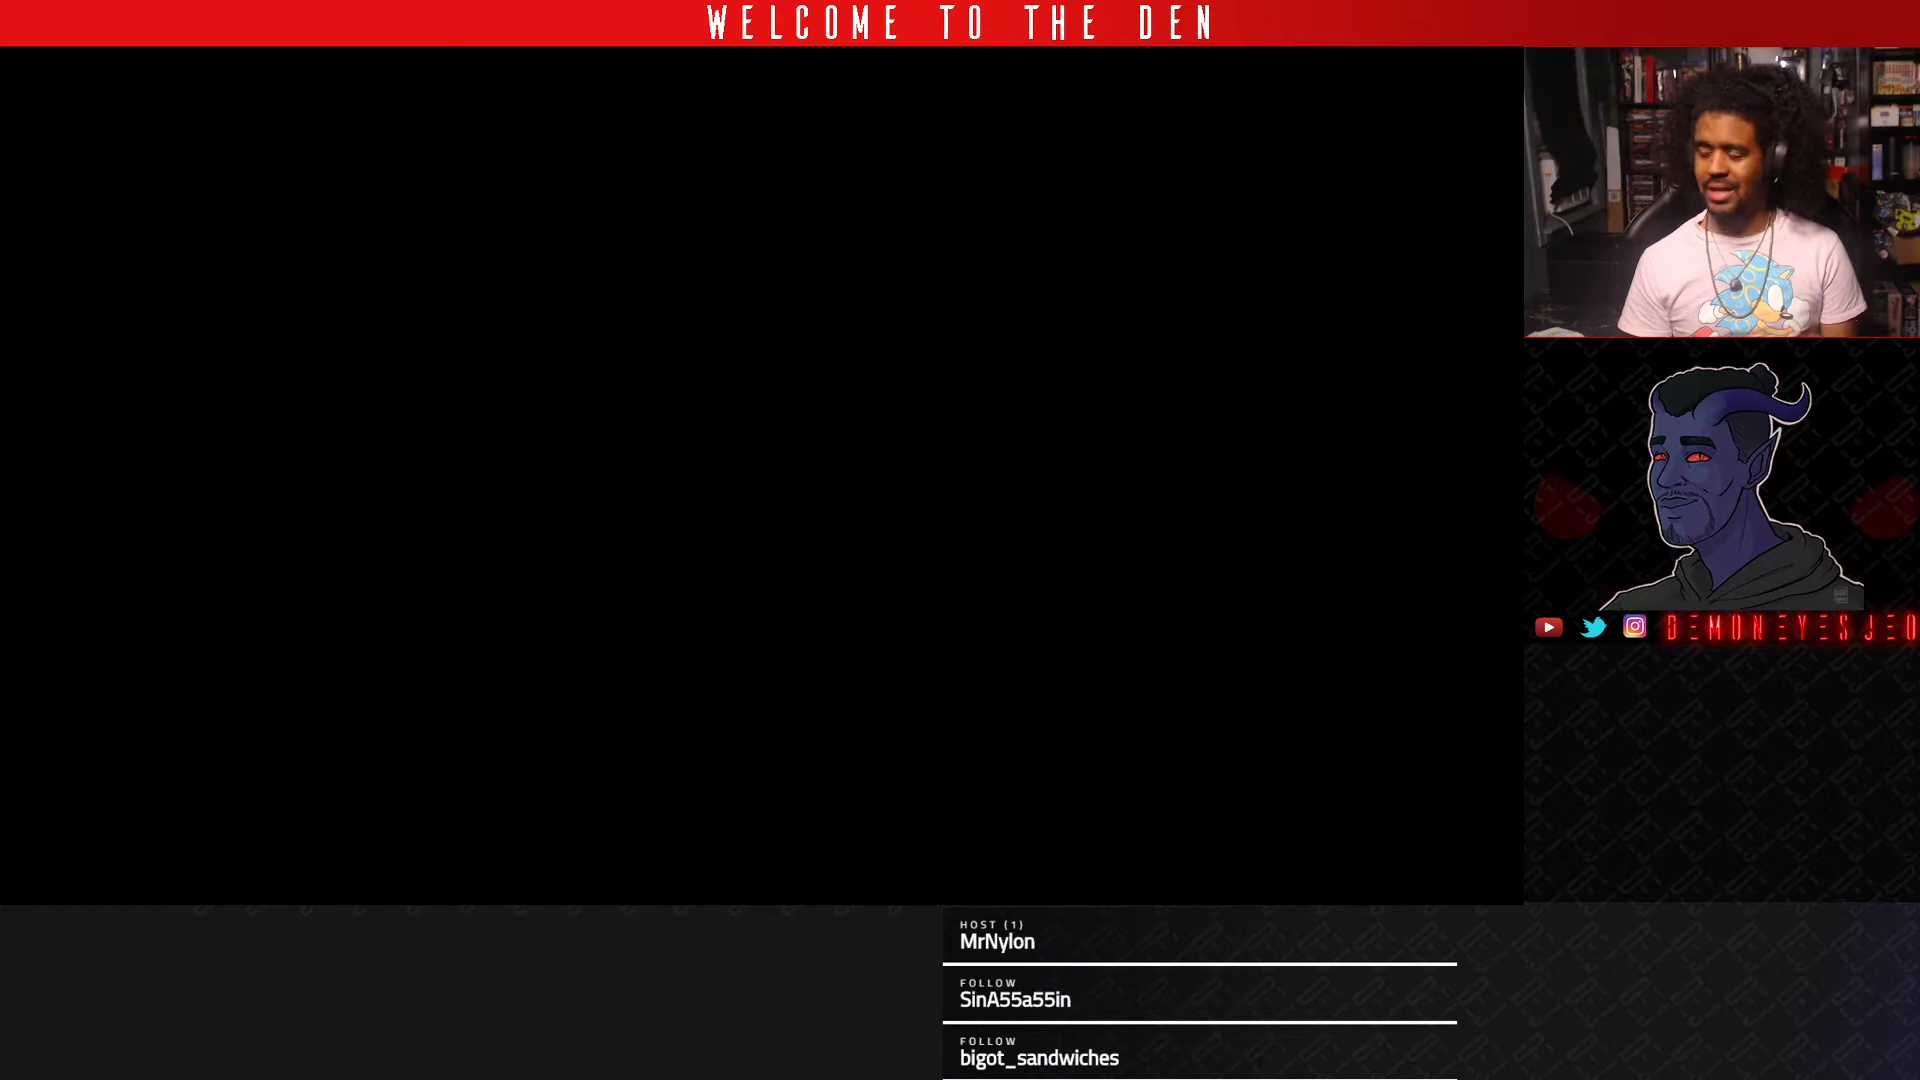 WELCOME TO THE DEN
DEMONEYESJEO
HOST (1)
MrNylon
FOLLOW
SinA55a55in
FOLLOW
bigot_sandwiches